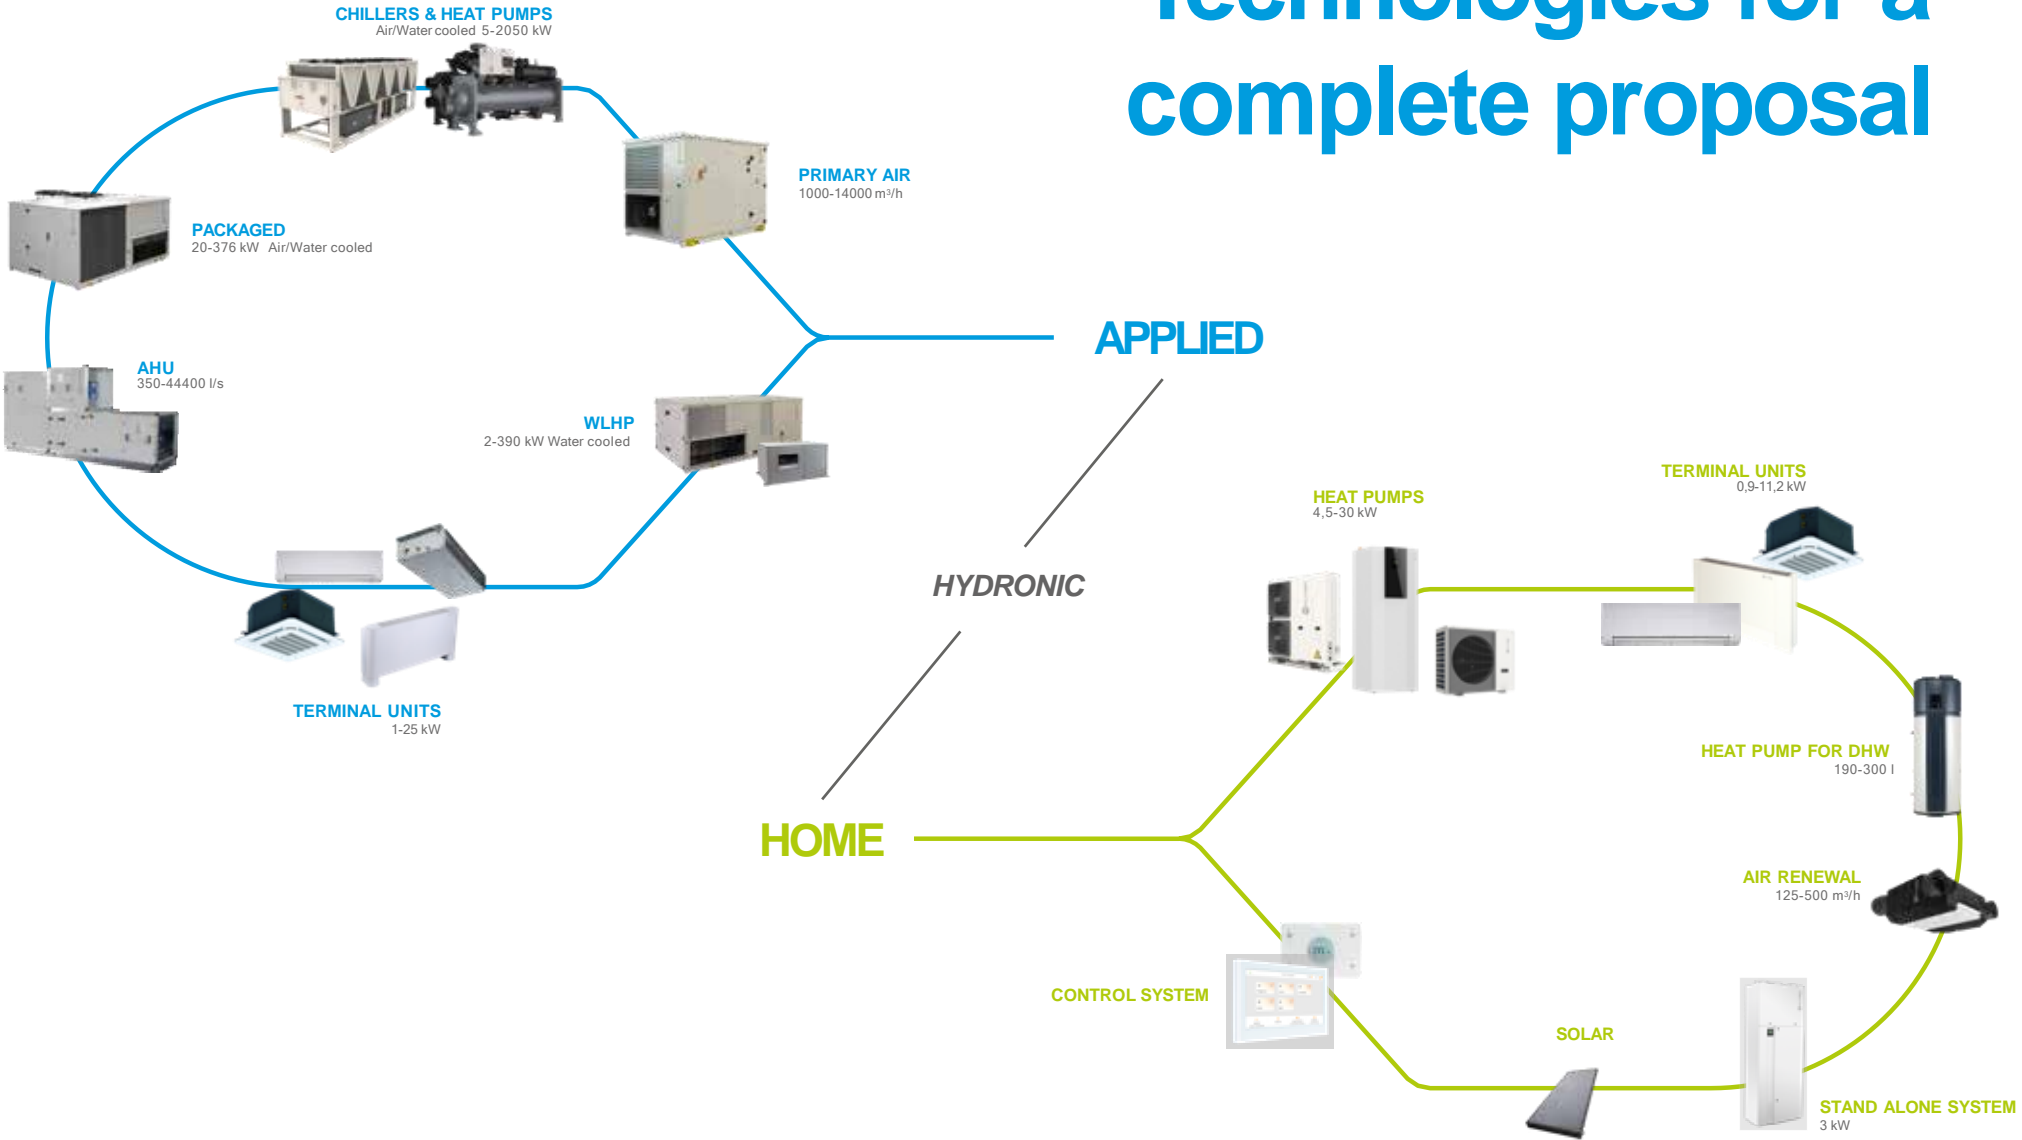 Technologies for a
complete proposal
CHILLERS & HEAT PUMPS
Air/Water cooled 5-2050 kW
PRIMARY AIR
1000-14000 m³/h
PACKAGED
20-376 kW Air/Water cooled
AHU
350-44400 l/s
WLHP
2-390 kW Water cooled
TERMINAL UNITS
1-25 kW
APPLIED
HYDRONIC
HOME
HEAT PUMPS
4,5-30 kW
TERMINAL UNITS
0,9-11,2 kW
HEAT PUMP FOR DHW
190-300 l
AIR RENEWAL
125-500 m³/h
CONTROL SYSTEM
SOLAR
STAND ALONE SYSTEM
3 kW